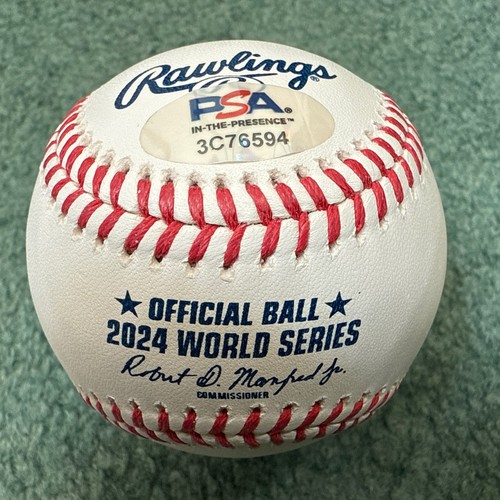 Rawlings
PSA
IN-THE-PRESENCE™
3C76594
★ OFFICIAL BALL ★
2024 WORLD SERIES
Robert D. Manfred Jr.
COMMISSIONER